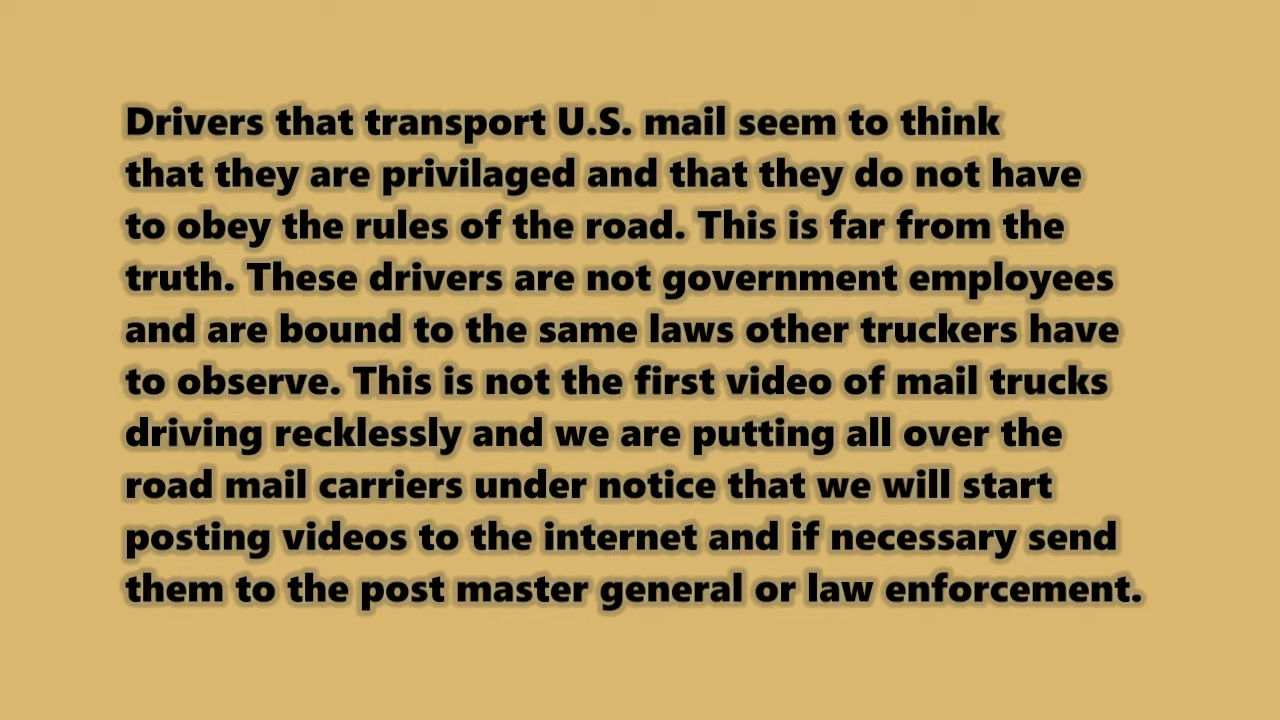 Drivers that transport U.S. mail seem to think
that they are privilaged and that they do not have
to obey the rules of the road. This is far from the
truth. These drivers are not government employees
and are bound to the same laws other truckers have
to observe. This is not the first video of mail trucks
driving recklessly and we are putting all over the
road mail carriers under notice that we will start
posting videos to the internet and if necessary send
them to the post master general or law enforcement.